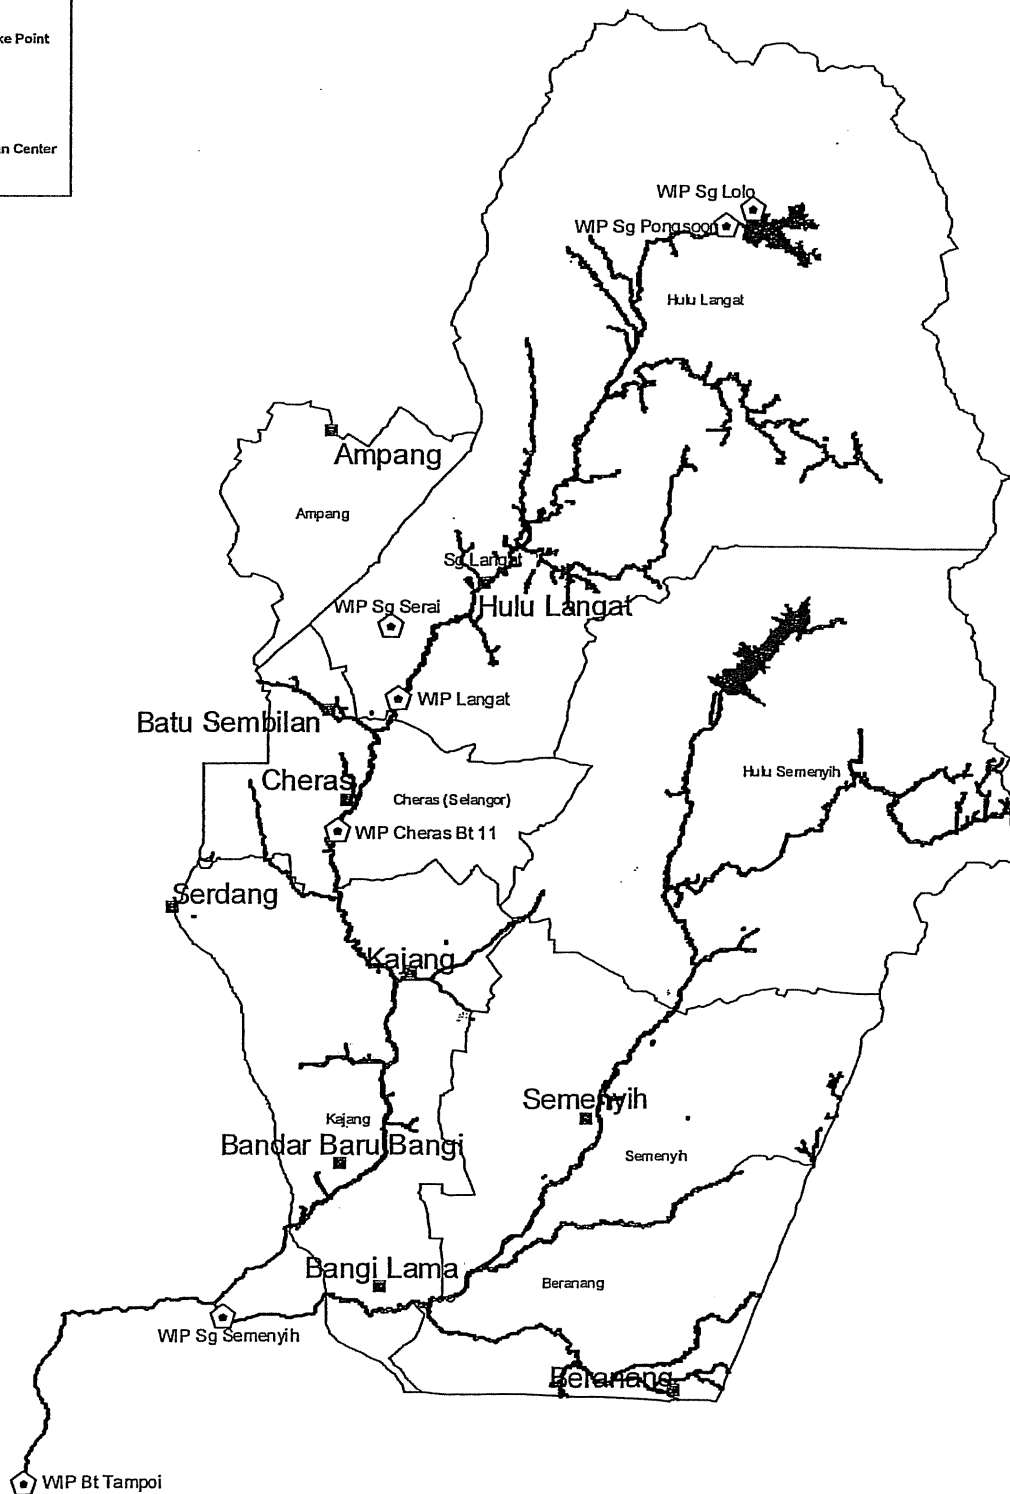 ke Point
n Center
WIP Sg Lolo
WIP Sg Pongsoon
Hulu Langat
Ampang
Ampang
Sg Langat
WIP Sg Serai
Hulu Langat
WIP Langat
Batu Sembilan
Hulu Semenyih
Cheras
Cheras (Selangor)
WIP Cheras Bt 11
Serdang
Kajang
Semenyih
Kajang
Bandar Baru Bangi
Semenyih
Bangi Lama
Beranang
WIP Sg Semenyih
Beranang
WIP Bt Tampoi